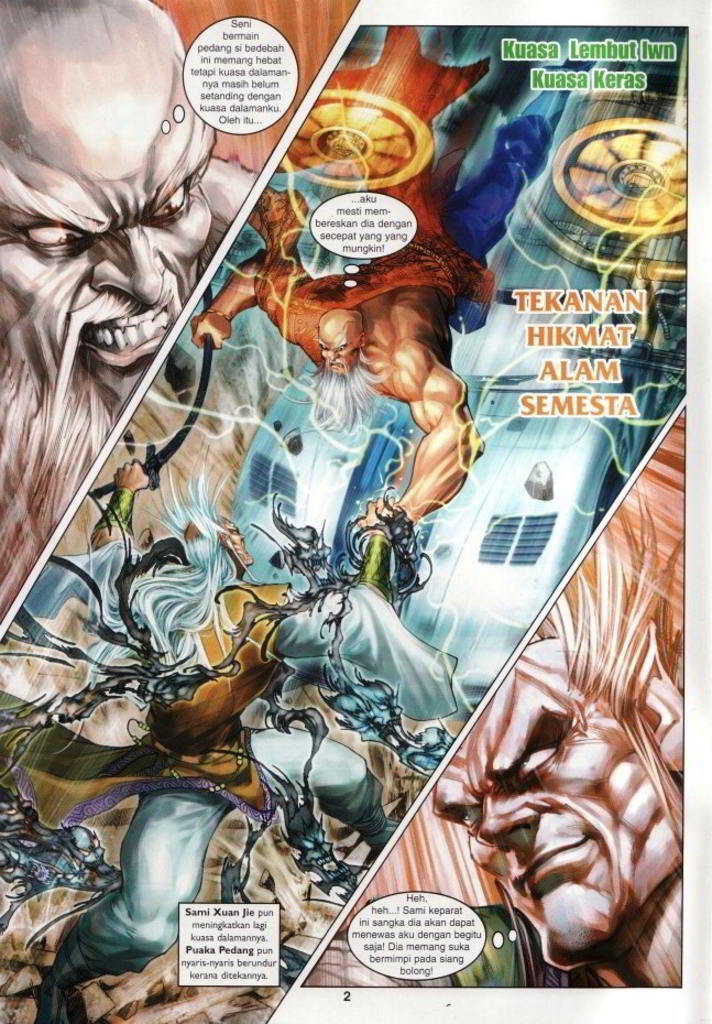 Seni
bermain
pedang si bedebah
ini memang hebat
tetapi kuasa dalaman-
nya masih belum
setanding dengan
kuasa dalamanku.
Oleh itu...
Kuasa Lembut lwn
Kuasa Keras
...aku
mesti mem-
bereskan dia dengan
secepat yang yang
mungkin!
TEKANAN
HIKMAT
ALAM
SEMESTA
Heh,
heh...! Sami keparat
ini sangka dia akan dapat
menewas aku dengan begitu
saja! Dia memang suka
bermimpi pada siang
bolong!
Sami Xuan Jie pun
meningkatkan lagi
kuasa dalamannya.
Puaka Pedang pun
nyaris-nyaris berundur
kerana ditekannya.
2